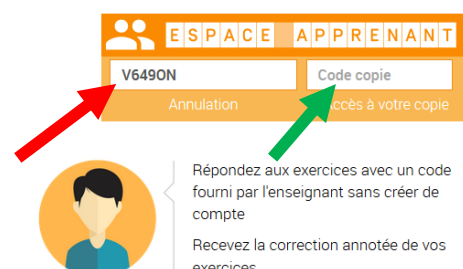 ESPACE APPRENANT
V649ON Code copie
Annulation Accès à votre copie
Répondez aux exercices avec un code
fourni par l'enseignant sans créer de
compte
Recevez la correction annotée de vos
exercices